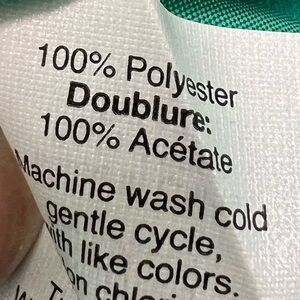 100% Polyester
Doublure:
100% Acétate
Machine wash cold
gentle cycle,
with like colors.